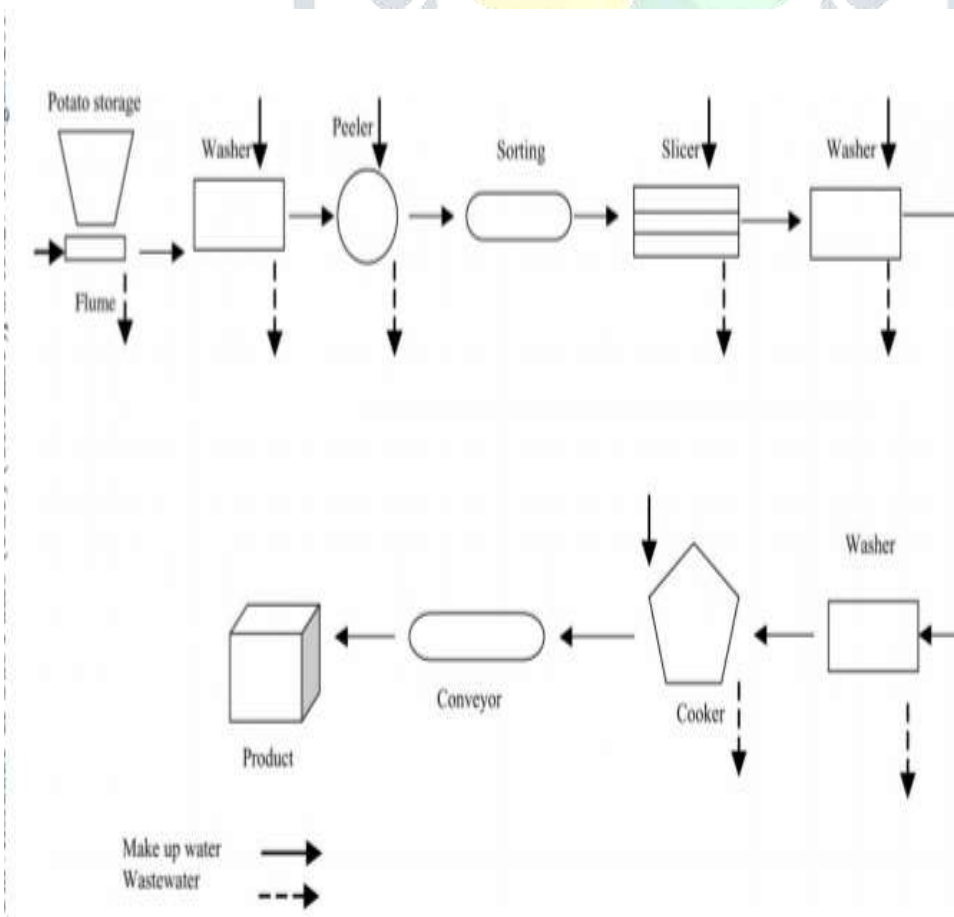 Potato storage
Washer
Peeler
Sorting
Slicer
Washer
Flume
Washer
Cooker
Conveyor
Product
Make up water
Wastewater